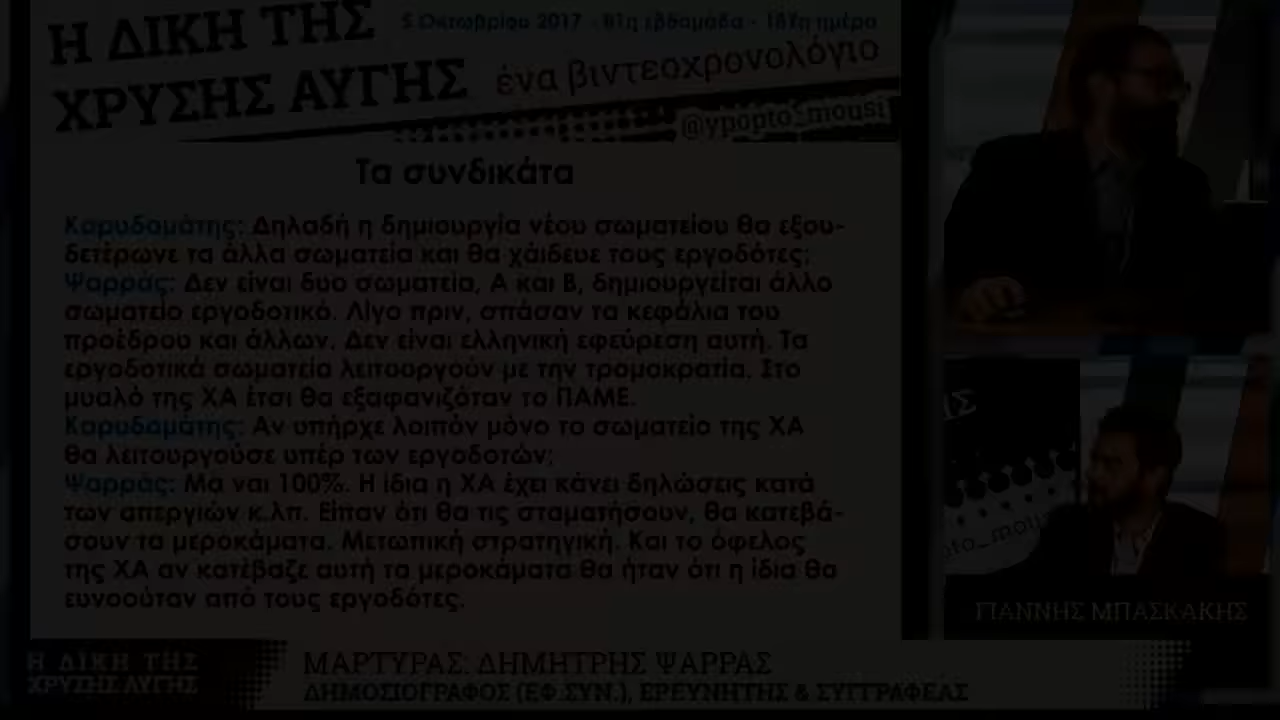 Η ΔΙΚΗ ΤΗΣ
ΧΡΥΣΗΣ ΑΥΓΗΣ
5 Οκτωβρίου 2017 - 81η εβδομάδα - 187η ημέρα
ένα βιντεοχρονολόγιο
@ypopto_mousi
Τα συνδικάτα
Καρυδομάτης: Δηλαδή η δημιουργία νέου σωματείου θα εξου-
δετέρωνε τα άλλα σωματεία και θα χάιδευε τους εργοδότες;
Ψαρράς: Δεν είναι δυο σωματεία, Α και Β, δημιουργείται άλλο
σωματείο εργοδοτικό. Λίγο πριν, σπάσαν τα κεφάλια του
προέδρου και άλλων. Δεν είναι ελληνική εφεύρεση αυτή. Τα
εργοδοτικά σωματεία λειτουργούν με την τρομοκρατία. Στο
μυαλό της ΧΑ έτσι θα εξαφανιζόταν το ΠΑΜΕ.
Καρυδομάτης: Αν υπήρχε λοιπόν μόνο το σωματείο της ΧΑ
θα λειτουργούσε υπέρ των εργοδοτών;
Ψαρράς: Μα ναι 100%. Η ίδια η ΧΑ έχει κάνει δηλώσεις κατά
των απεργιών κ.λπ. Είπαν ότι θα τις σταματήσουν, θα κατεβά-
σουν τα μεροκάματα. Μετωπική στρατηγική. Και το όφελος
της ΧΑ αν κατέβαζε αυτή τα μεροκάματα θα ήταν ότι η ίδια θα
ευνοούταν από τους εργοδότες.
ΓΙΑΝΝΗΣ ΜΠΑΣΚΑΚΗΣ
Η ΔΙΚΗ ΤΗΣ
ΧΡΥΣΗΣ ΑΥΓΗΣ
ΜΑΡΤΥΡΑΣ: ΔΗΜΗΤΡΗΣ ΨΑΡΡΑΣ
ΔΗΜΟΣΙΟΓΡΑΦΟΣ (ΕΦ.ΣΥΝ.), ΕΡΕΥΝΗΤΗΣ & ΣΥΓΓΡΑΦΕΑΣ